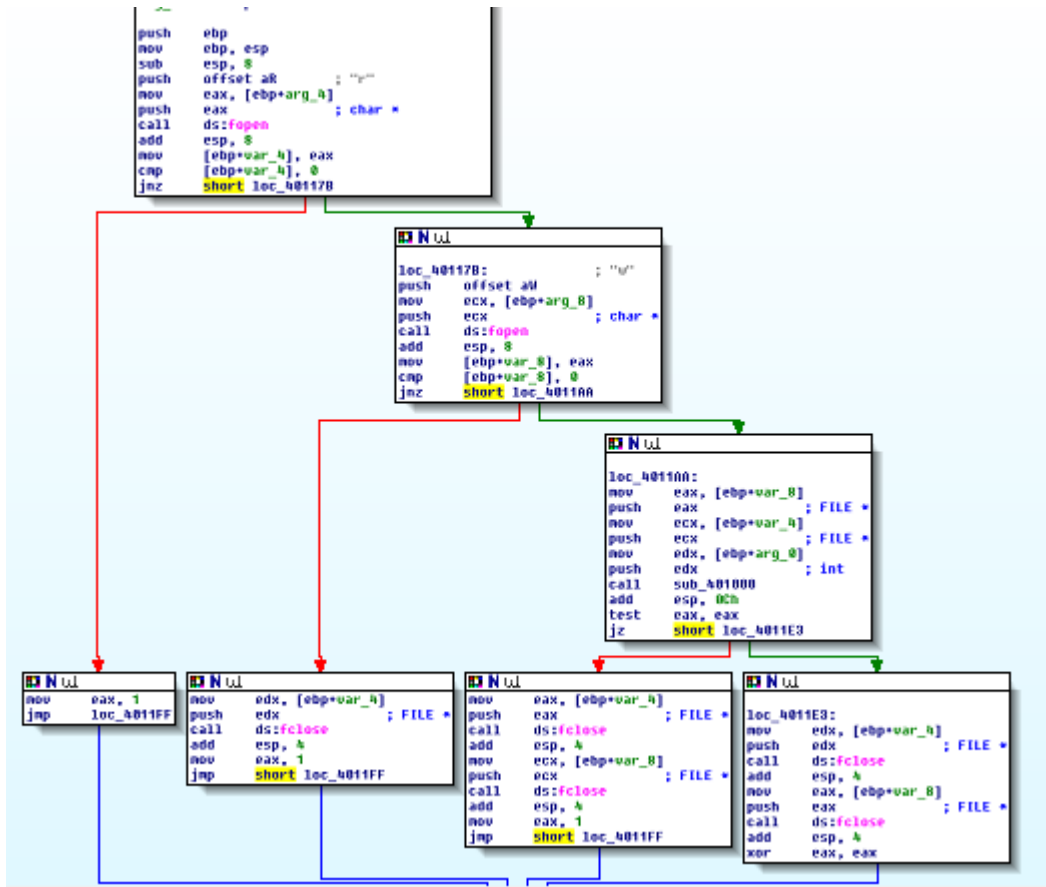 push ebp
mov ebp, esp
sub esp, 8
push offset aR ; "r"
mov eax, [ebp+arg_4]
push eax ; char *
call ds:fopen
add esp, 8
mov [ebp+var_4], eax
cmp [ebp+var_4], 0
jnz short loc_40117B
loc_40117B: ; "w"
push offset aW
mov ecx, [ebp+arg_8]
push ecx ; char *
call ds:fopen
add esp, 8
mov [ebp+var_8], eax
cmp [ebp+var_8], 0
jnz short loc_4011AA
loc_4011AA:
mov eax, [ebp+var_8]
push eax ; FILE *
mov ecx, [ebp+var_4]
push ecx ; FILE *
mov edx, [ebp+arg_0]
push edx ; int
call sub_401000
add esp, 0Ch
test eax, eax
jz short loc_4011E3
mov eax, 1
jmp loc_4011FF
mov edx, [ebp+var_4]
push edx ; FILE *
call ds:fclose
add esp, 4
mov eax, 1
jmp short loc_4011FF
mov eax, [ebp+var_4]
push eax ; FILE *
call ds:fclose
add esp, 4
mov ecx, [ebp+var_8]
push ecx ; FILE *
call ds:fclose
add esp, 4
mov eax, 1
jmp short loc_4011FF
loc_4011E3:
mov edx, [ebp+var_4]
push edx ; FILE *
call ds:fclose
add esp, 4
mov eax, [ebp+var_8]
push eax ; FILE *
call ds:fclose
add esp, 4
xor eax, eax